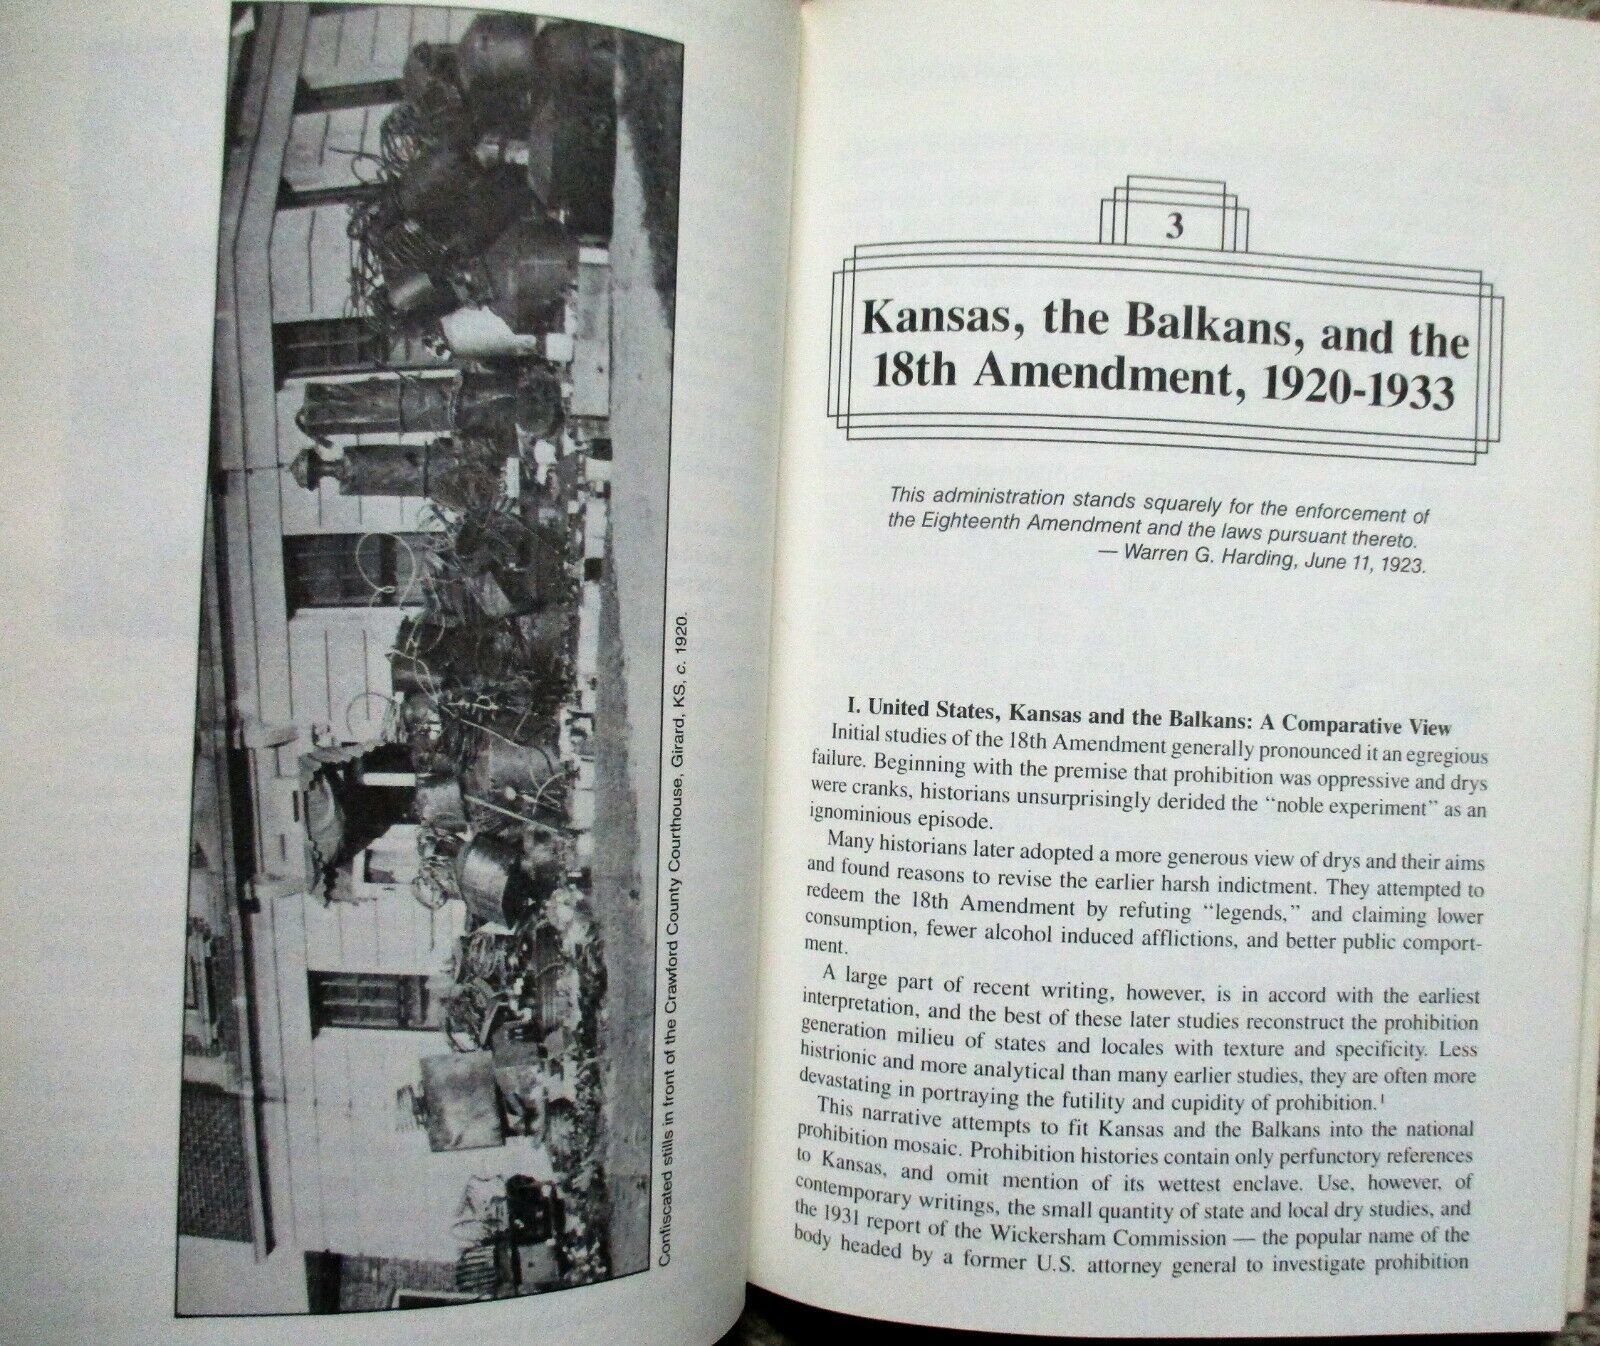 Confiscated stills in front of the Crawford County Courthouse, Girard, KS, c. 1920.
3
Kansas, the Balkans, and the
18th Amendment, 1920-1933
This administration stands squarely for the enforcement of
the Eighteenth Amendment and the laws pursuant thereto.
— Warren G. Harding, June 11, 1923.
I. United States, Kansas and the Balkans: A Comparative View
Initial studies of the 18th Amendment generally pronounced it an egregious
failure. Beginning with the premise that prohibition was oppressive and drys
were cranks, historians unsurprisingly derided the “noble experiment” as an
ignominious episode.
Many historians later adopted a more generous view of drys and their aims
and found reasons to revise the earlier harsh indictment. They attempted to
redeem the 18th Amendment by refuting “legends,” and claiming lower
consumption, fewer alcohol induced afflictions, and better public comport-
ment.
A large part of recent writing, however, is in accord with the earliest
interpretation, and the best of these later studies reconstruct the prohibition
generation milieu of states and locales with texture and specificity. Less
histrionic and more analytical than many earlier studies, they are often more
devastating in portraying the futility and cupidity of prohibition.¹
This narrative attempts to fit Kansas and the Balkans into the national
prohibition mosaic. Prohibition histories contain only perfunctory references
to Kansas, and omit mention of its wettest enclave. Use, however, of
contemporary writings, the small quantity of state and local dry studies, and
the 1931 report of the Wickersham Commission — the popular name of the
body headed by a former U.S. attorney general to investigate prohibition